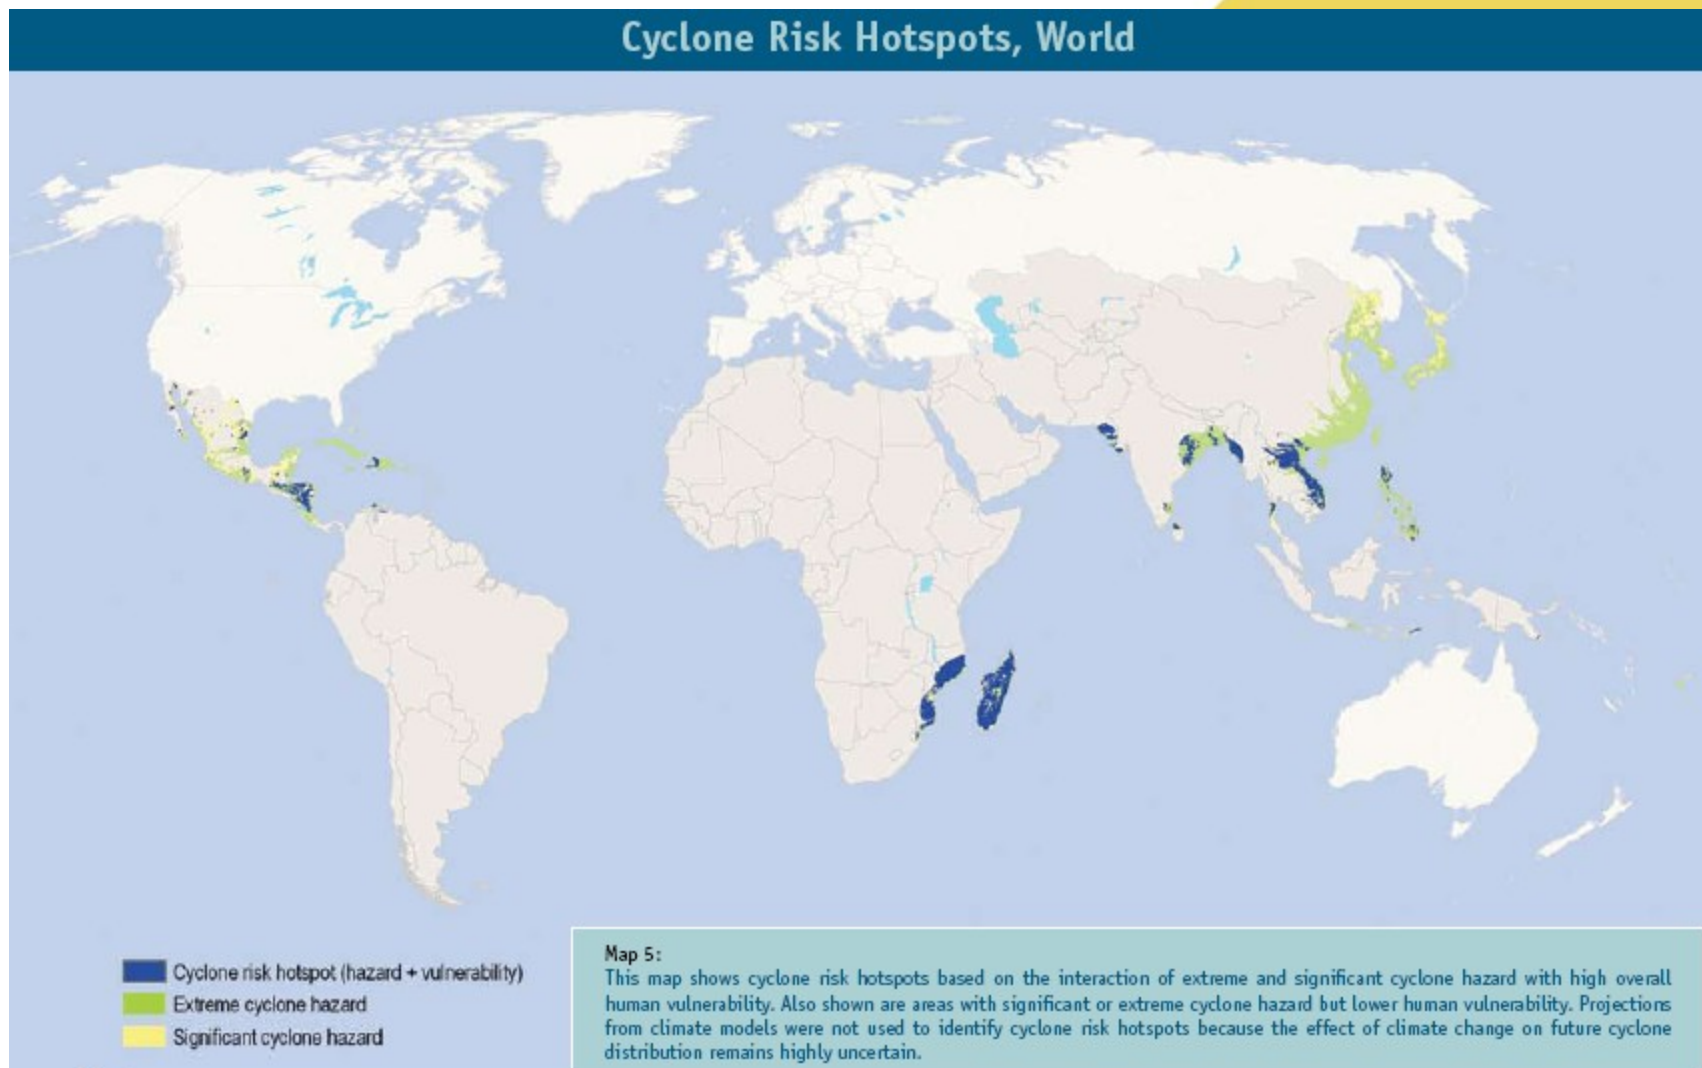 Cyclone Risk Hotspots, World
Cyclone risk hotspot (hazard + vulnerability)
Extreme cyclone hazard
Significant cyclone hazard
Map 5:
This map shows cyclone risk hotspots based on the interaction of extreme and significant cyclone hazard with high overall
human vulnerability. Also shown are areas with significant or extreme cyclone hazard but lower human vulnerability. Projections
from climate models were not used to identify cyclone risk hotspots because the effect of climate change on future cyclone
distribution remains highly uncertain.